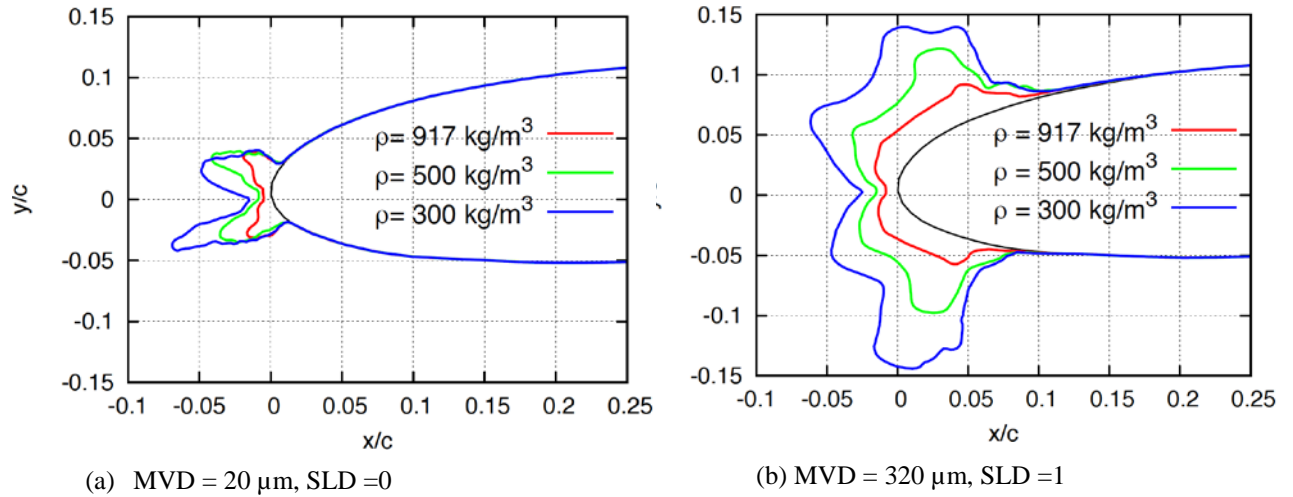 0.15
0.1
0.05
0
-0.05
-0.1
-0.15
y/c
-0.1 -0.05 0 0.05 0.1 0.15 0.2 0.25
x/c
ρ= 917 kg/m³
ρ= 500 kg/m³
ρ= 300 kg/m³
(a) MVD = 20 µm, SLD =0
0.15
0.1
0.05
0
-0.05
-0.1
-0.15
-0.1 -0.05 0 0.05 0.1 0.15 0.2 0.25
x/c
ρ = 917 kg/m³
ρ = 500 kg/m³
ρ = 300 kg/m³
(b) MVD = 320 µm, SLD =1